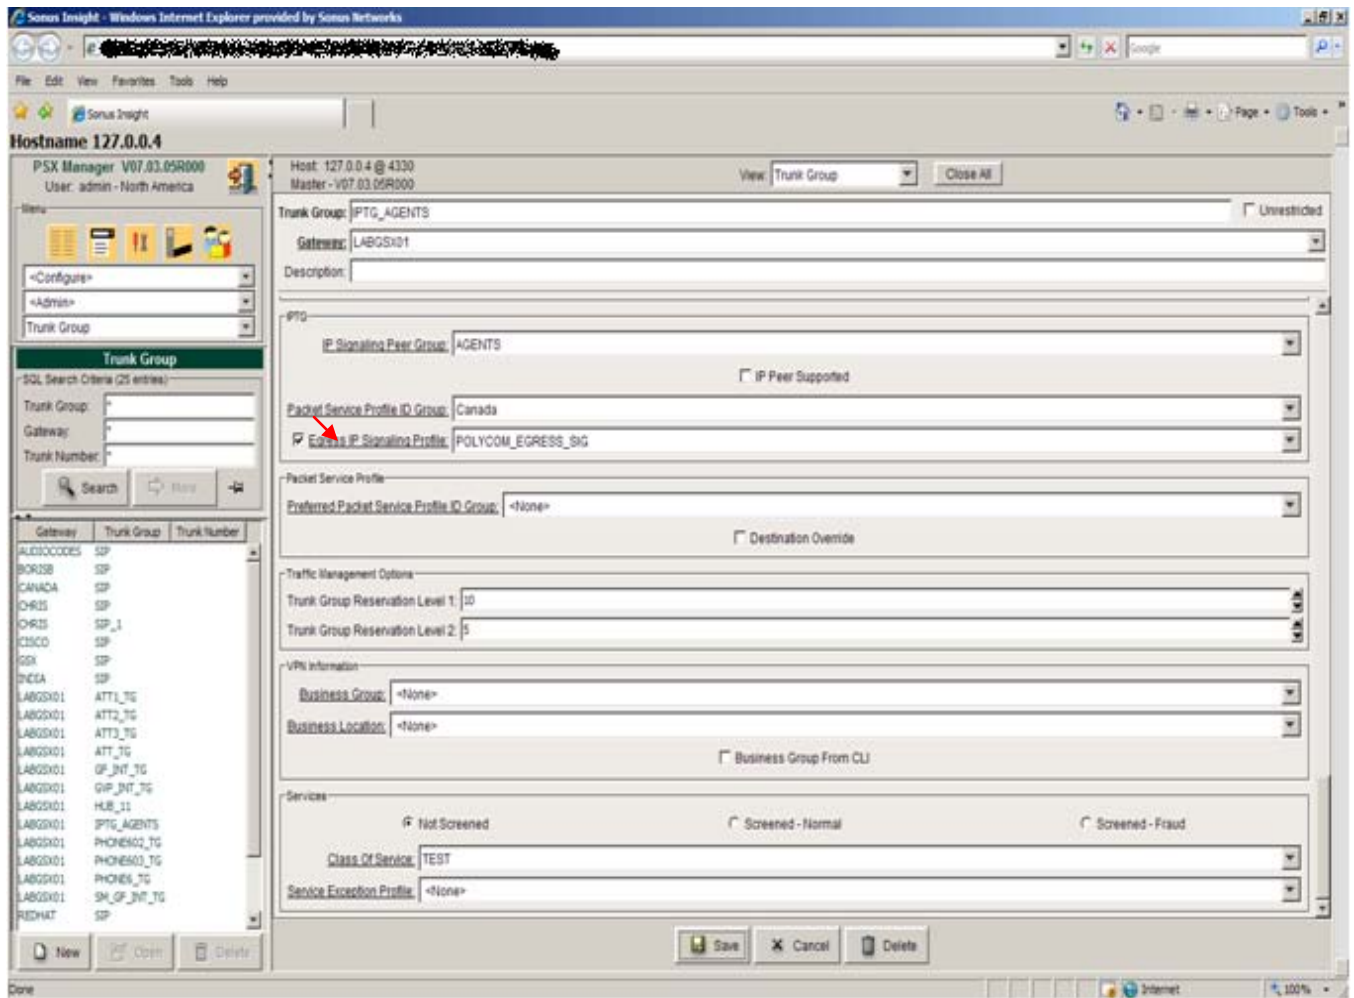 Sonus Insight - Windows Internet Explorer provided by Sonus Networks
Google
File Edit View Favorites Tools Help
Sonus Insight
Page Tools
Hostname 127.0.0.4
PSX Manager V07.03.05R000
User: admin - North America
Menu
<Configure>
<Admin>
Trunk Group
Trunk Group
SQL Search Criteria (25 entries)
Trunk Group: *
Gateway: *
Trunk Number: *
Search More
Gateway Trunk Group Trunk Number
AUDIOCODES SIP
BORISB SIP
CANADA SIP
CHRIS SIP
CHRIS SIP_1
CISCO SIP
GSX SIP
INDIA SIP
LABGSX01 ATT1_TG
LABGSX01 ATT2_TG
LABGSX01 ATT3_TG
LABGSX01 ATT_TG
LABGSX01 GF_INT_TG
LABGSX01 GVP_INT_TG
LABGSX01 HUB_11
LABGSX01 IPTG_AGENTS
LABGSX01 PHONE602_TG
LABGSX01 PHONE603_TG
LABGSX01 PHONE6_TG
LABGSX01 SM_GF_INT_TG
REDHAT SIP
New Open Delete
Host: 127.0.0.4 @ 4330
Master - V07.03.05R000
View: Trunk Group Close All
Trunk Group: IPTG_AGENTS Unrestricted
Gateway: LABGSX01
Description:
IPTG
IP Signaling Peer Group: AGENTS
IP Peer Supported
Packet Service Profile ID Group: Canada
Egress IP Signaling Profile: POLYCOM_EGRESS_SIG
Packet Service Profile
Preferred Packet Service Profile ID Group: <None>
Destination Override
Traffic Management Options
Trunk Group Reservation Level 1: 10
Trunk Group Reservation Level 2: 5
VPN Information
Business Group: <None>
Business Location: <None>
Business Group From CLI
Services
Not Screened Screened - Normal Screened - Fraud
Class Of Service: TEST
Service Exception Profile: <None>
Save Cancel Delete
Done Internet 100%